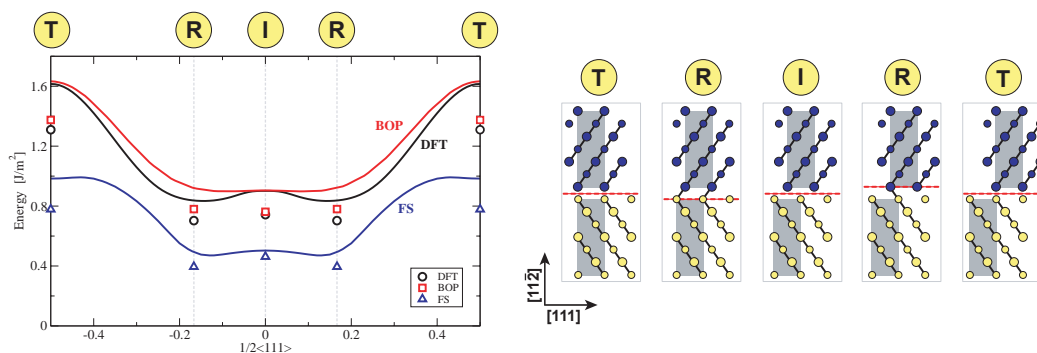 T R I R T
1.6
1.2
0.8
0.4
0
Energy [J/m²]
BOP
DFT
FS
DFT
BOP
FS
-0.4 -0.2 0 0.2 0.4
1/2<111>
T R I R T
[112̄]
[111]